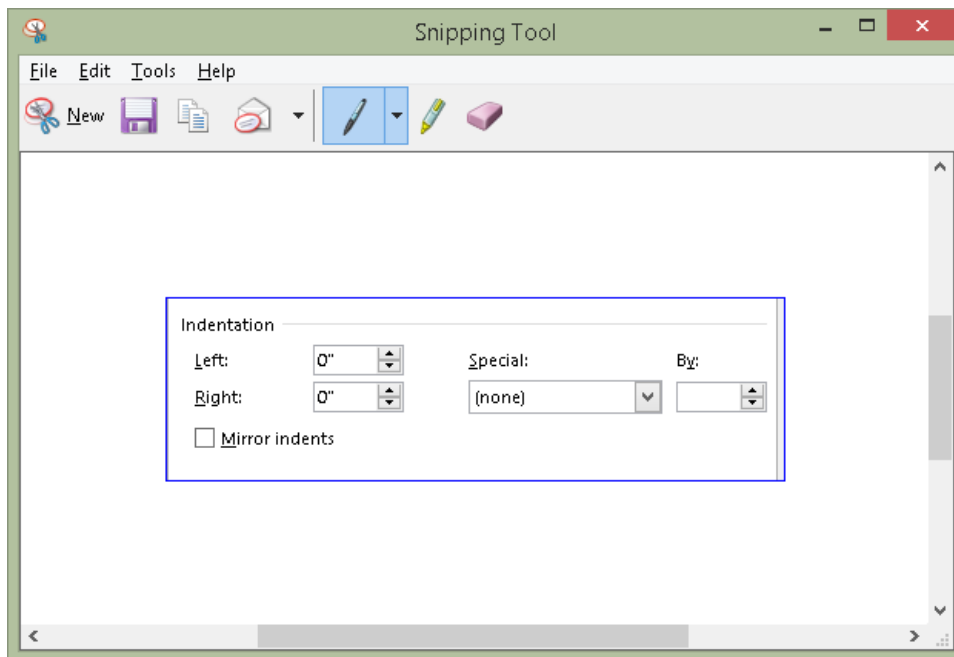 Snipping Tool
File Edit Tools Help
New
Indentation
Left: 0" Special: By:
Right: 0" (none)
Mirror indents